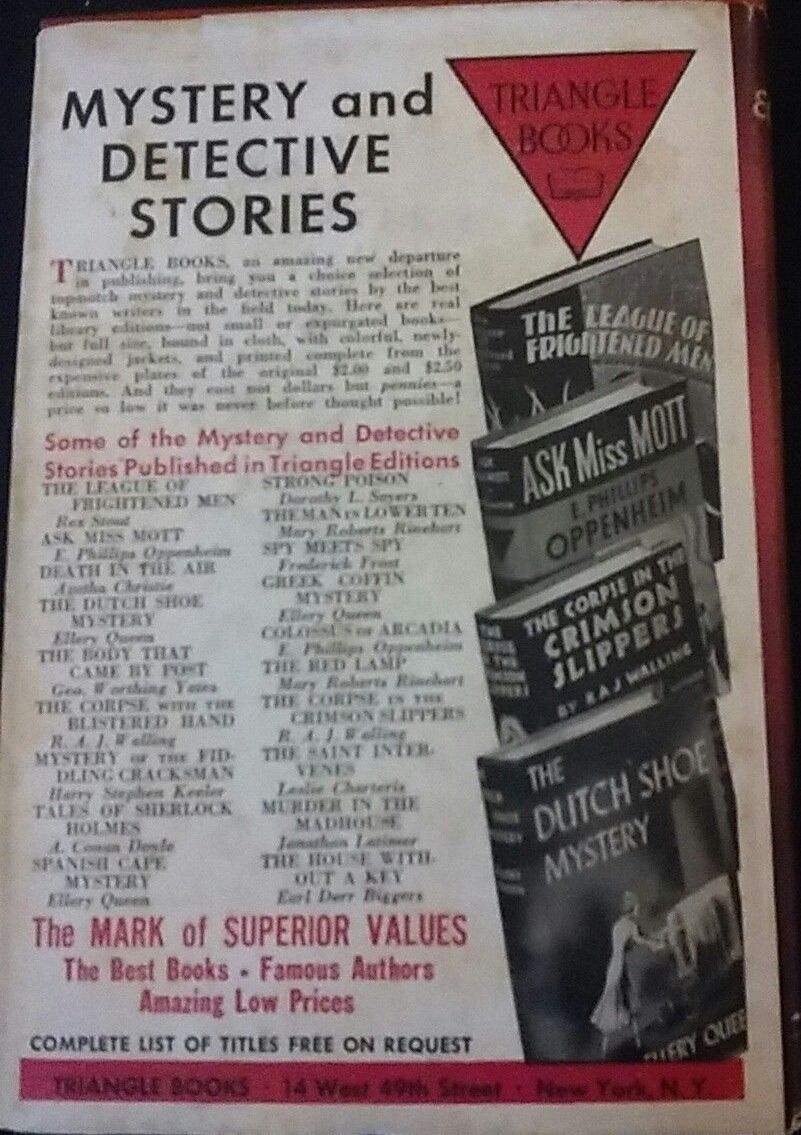 MYSTERY and
DETECTIVE
STORIES
TRIANGLE
BOOKS
TRIANGLE BOOKS, an amazing new departure
in publishing, bring you a choice selection of
topnotch mystery and detective stories by the best
known writers in the field today. Here are real
library editions—not small or expurgated books—
but full size, bound in cloth, with colorful, newly-
designed jackets, and printed complete from the
expensive plates of the original $2.00 and $2.50
editions. And they cost not dollars but pennies—a
price so low it was never before thought possible!
Some of the Mystery and Detective
Stories Published in Triangle Editions
THE LEAGUE OF
FRIGHTENED MEN
Rex Stout
ASK MISS MOTT
E. Phillips Oppenheim
DEATH IN THE AIR
Agatha Christie
THE DUTCH SHOE
MYSTERY
Ellery Queen
THE BODY THAT
CAME BY POST
Geo. Worthing Yates
THE CORPSE WITH THE
BLISTERED HAND
R. A. J. Walling
MYSTERY OF THE FID-
DLING CRACKSMAN
Harry Stephen Keeler
TALES OF SHERLOCK
HOLMES
A. Conan Doyle
SPANISH CAPE
MYSTERY
Ellery Queen
STRONG POISON
Dorothy L. Sayers
THE MAN IN LOWER TEN
Mary Roberts Rinehart
SPY MEETS SPY
Frederick Frost
GREEK COFFIN
MYSTERY
Ellery Queen
COLOSSUS OF ARCADIA
E. Phillips Oppenheim
THE RED LAMP
Mary Roberts Rinehart
THE CORPSE IN THE
CRIMSON SLIPPERS
R. A. J. Walling
THE SAINT INTER-
VENES
Leslie Charteris
MURDER IN THE
MADHOUSE
Jonathan Latimer
THE HOUSE WITH-
OUT A KEY
Earl Derr Biggers
THE LEAGUE OF
FRIGHTENED MEN
ASK Miss MOTT
E. PHILLIPS
OPPENHEIM
THE CORPSE IN THE
CRIMSON
SLIPPERS
BY R.A.J. WALLING
THE
DUTCH SHOE
MYSTERY
ELLERY QUEE
The MARK of SUPERIOR VALUES
The Best Books • Famous Authors
Amazing Low Prices
COMPLETE LIST OF TITLES FREE ON REQUEST
TRIANGLE BOOKS · 14 West 49th Street · New York, N. Y.
&